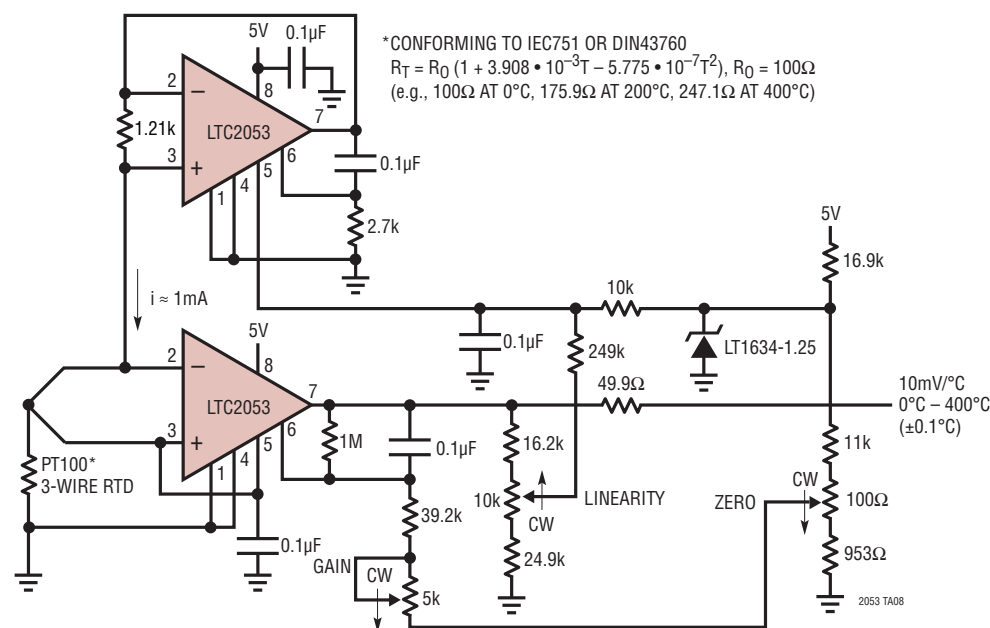 5V
0.1µF
*CONFORMING TO IEC751 OR DIN43760
R_T = R_O (1 + 3.908 • 10⁻³T – 5.775 • 10⁻⁷T²), R_O = 100Ω
(e.g., 100Ω AT 0°C, 175.9Ω AT 200°C, 247.1Ω AT 400°C)
2
–
8
7
1.21k
LTC2053
3
+
6
5
1
4
0.1µF
2.7k
5V
16.9k
i ≈ 1mA
10k
0.1µF
249k
LT1634-1.25
5V
2
–
8
7
LTC2053
3
+
6
5
1
4
49.9Ω
10mV/°C
0°C – 400°C
(±0.1°C)
1M
0.1µF
16.2k
11k
PT100*
3-WIRE RTD
10k
LINEARITY
CW
ZERO
CW
100Ω
39.2k
24.9k
953Ω
0.1µF
GAIN
CW
5k
2053 TA08